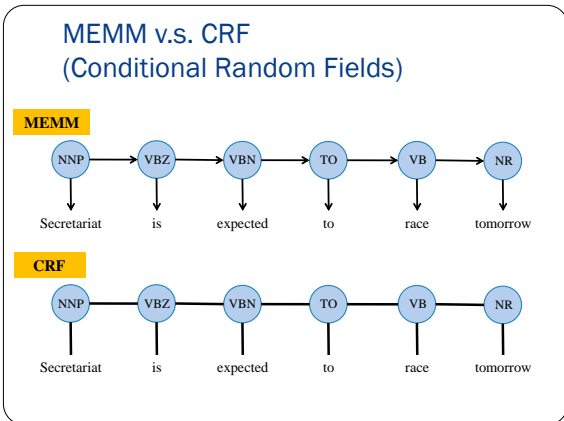 MEMM v.s. CRF
(Conditional Random Fields)
MEMM
NNP VBZ VBN TO VB NR
Secretariat is expected to race tomorrow
CRF
NNP VBZ VBN TO VB NR
Secretariat is expected to race tomorrow